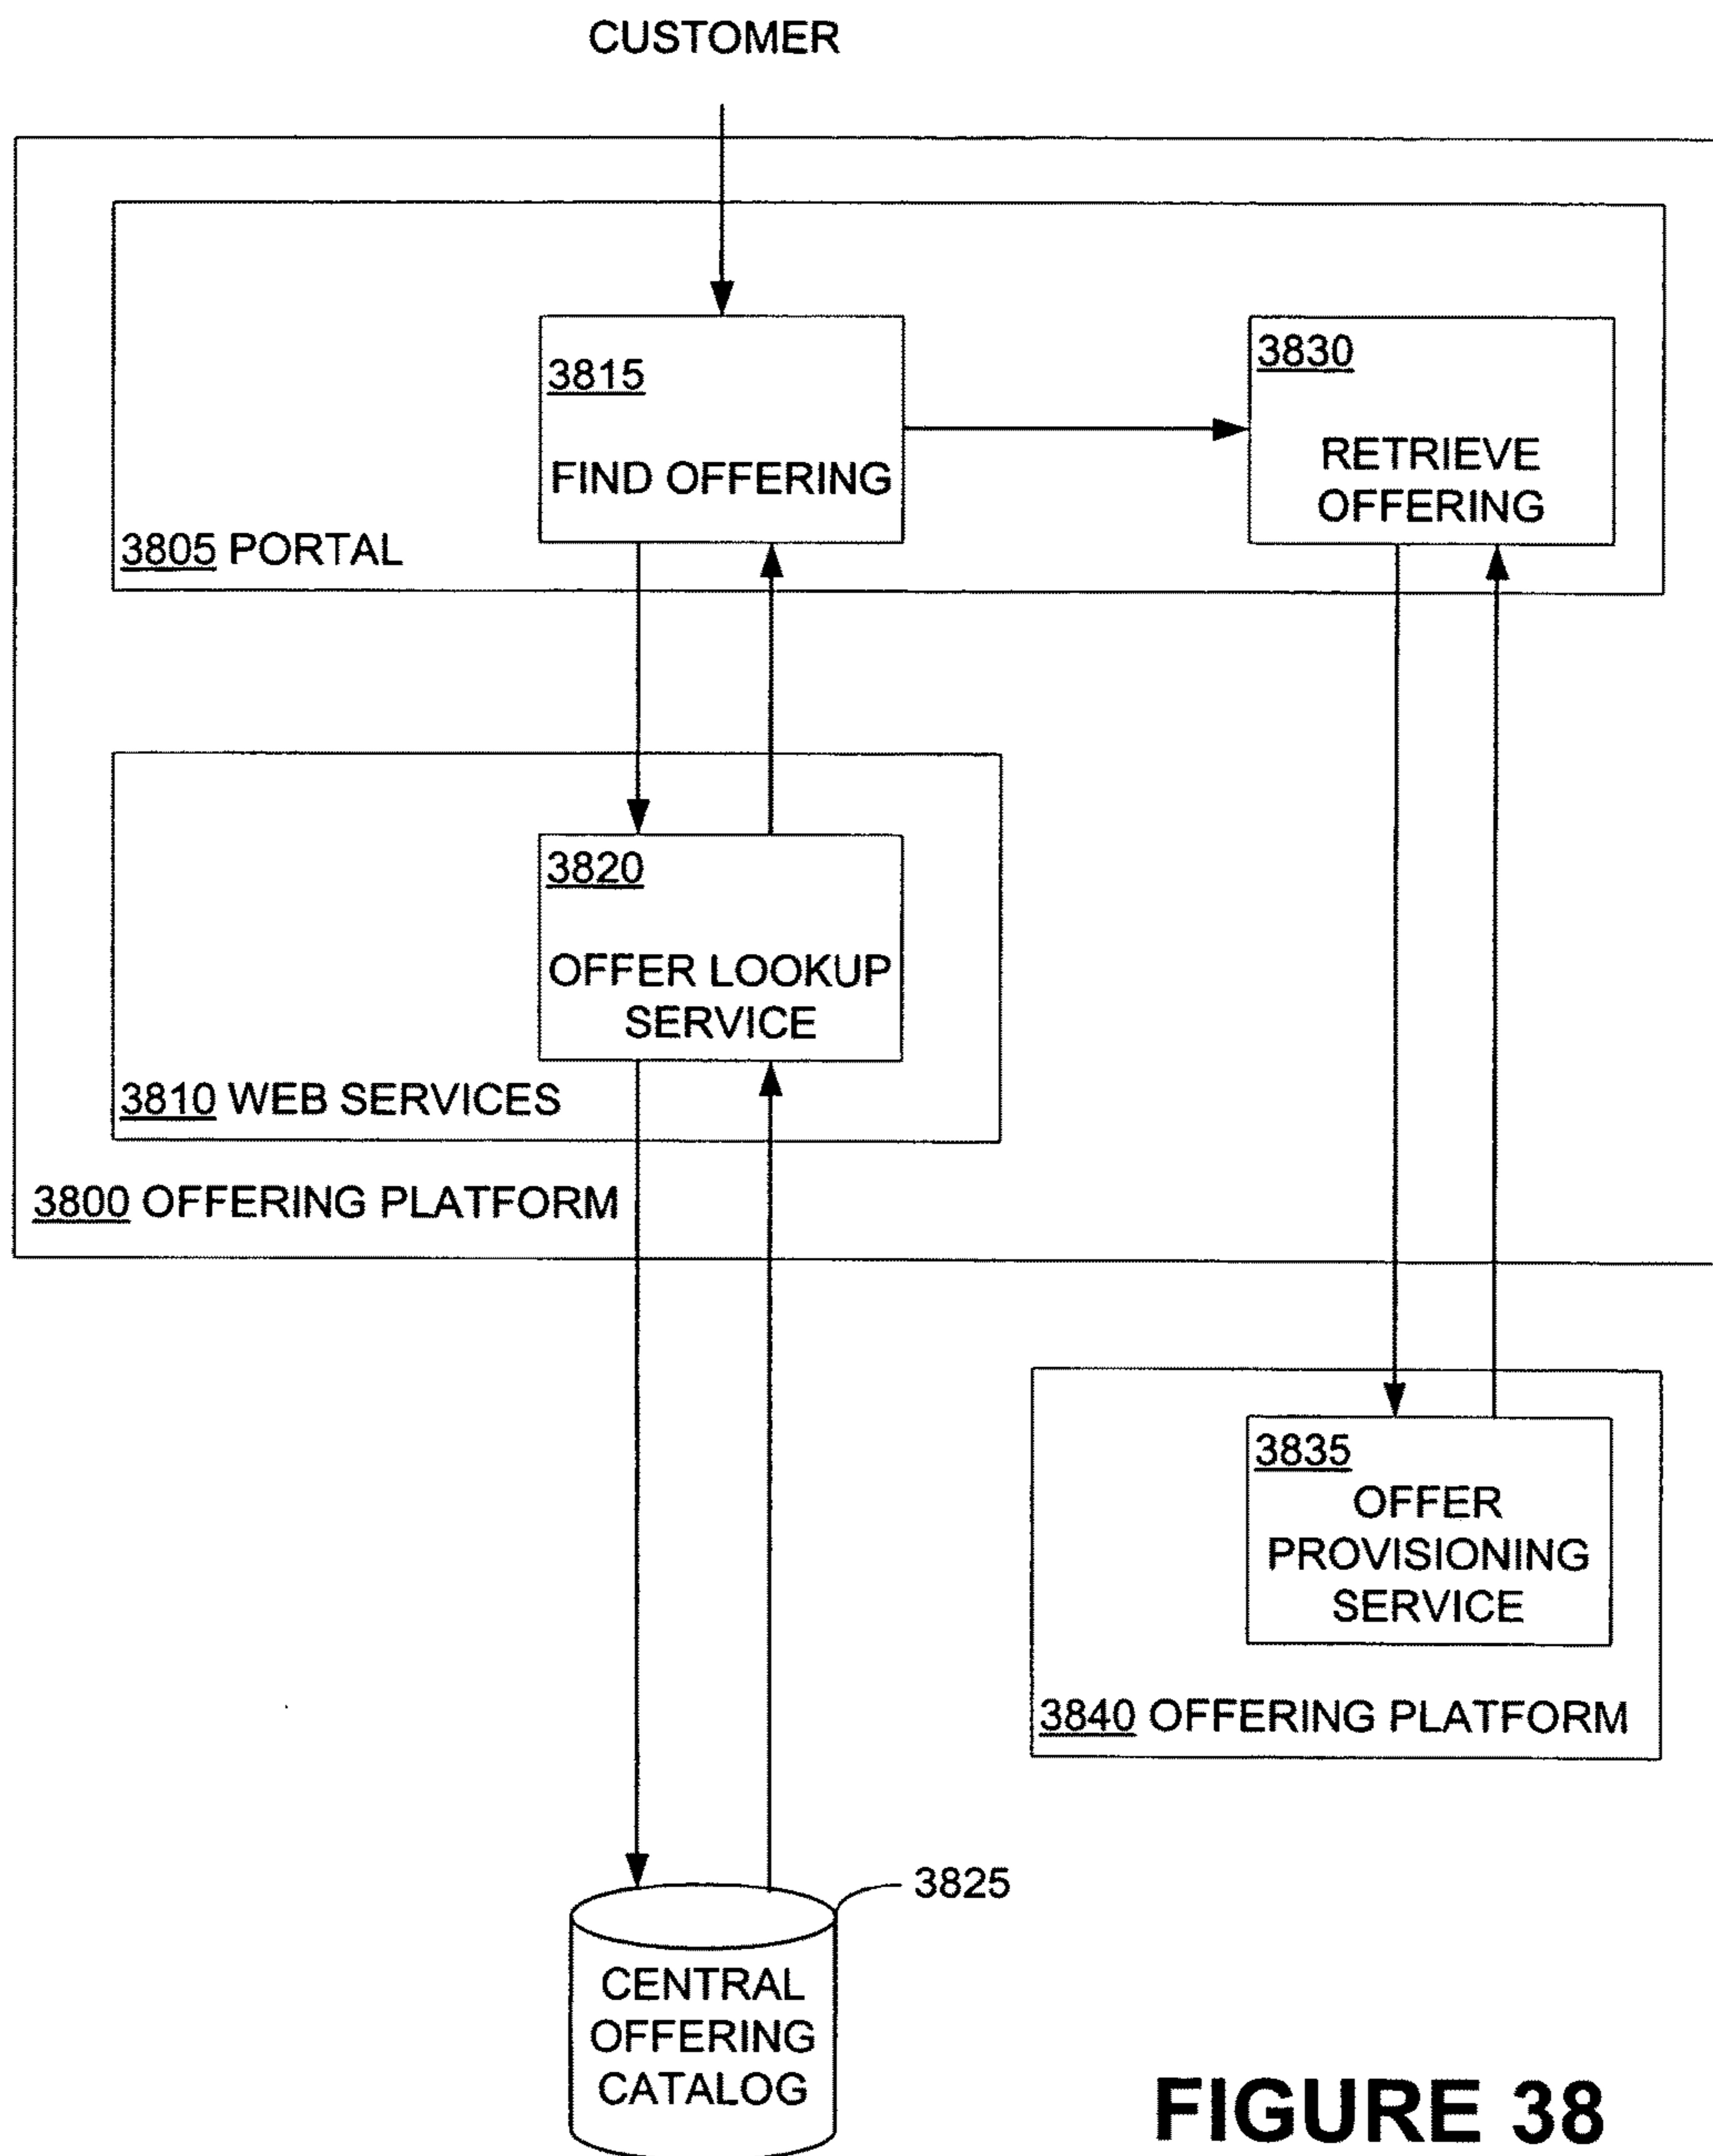 CUSTOMER
3815
FIND OFFERING
3830
RETRIEVE
OFFERING
3805 PORTAL
3820
OFFER LOOKUP
SERVICE
3810 WEB SERVICES
3800 OFFERING PLATFORM
3835
OFFER
PROVISIONING
SERVICE
3840 OFFERING PLATFORM
3825
CENTRAL
OFFERING
CATALOG
FIGURE 38